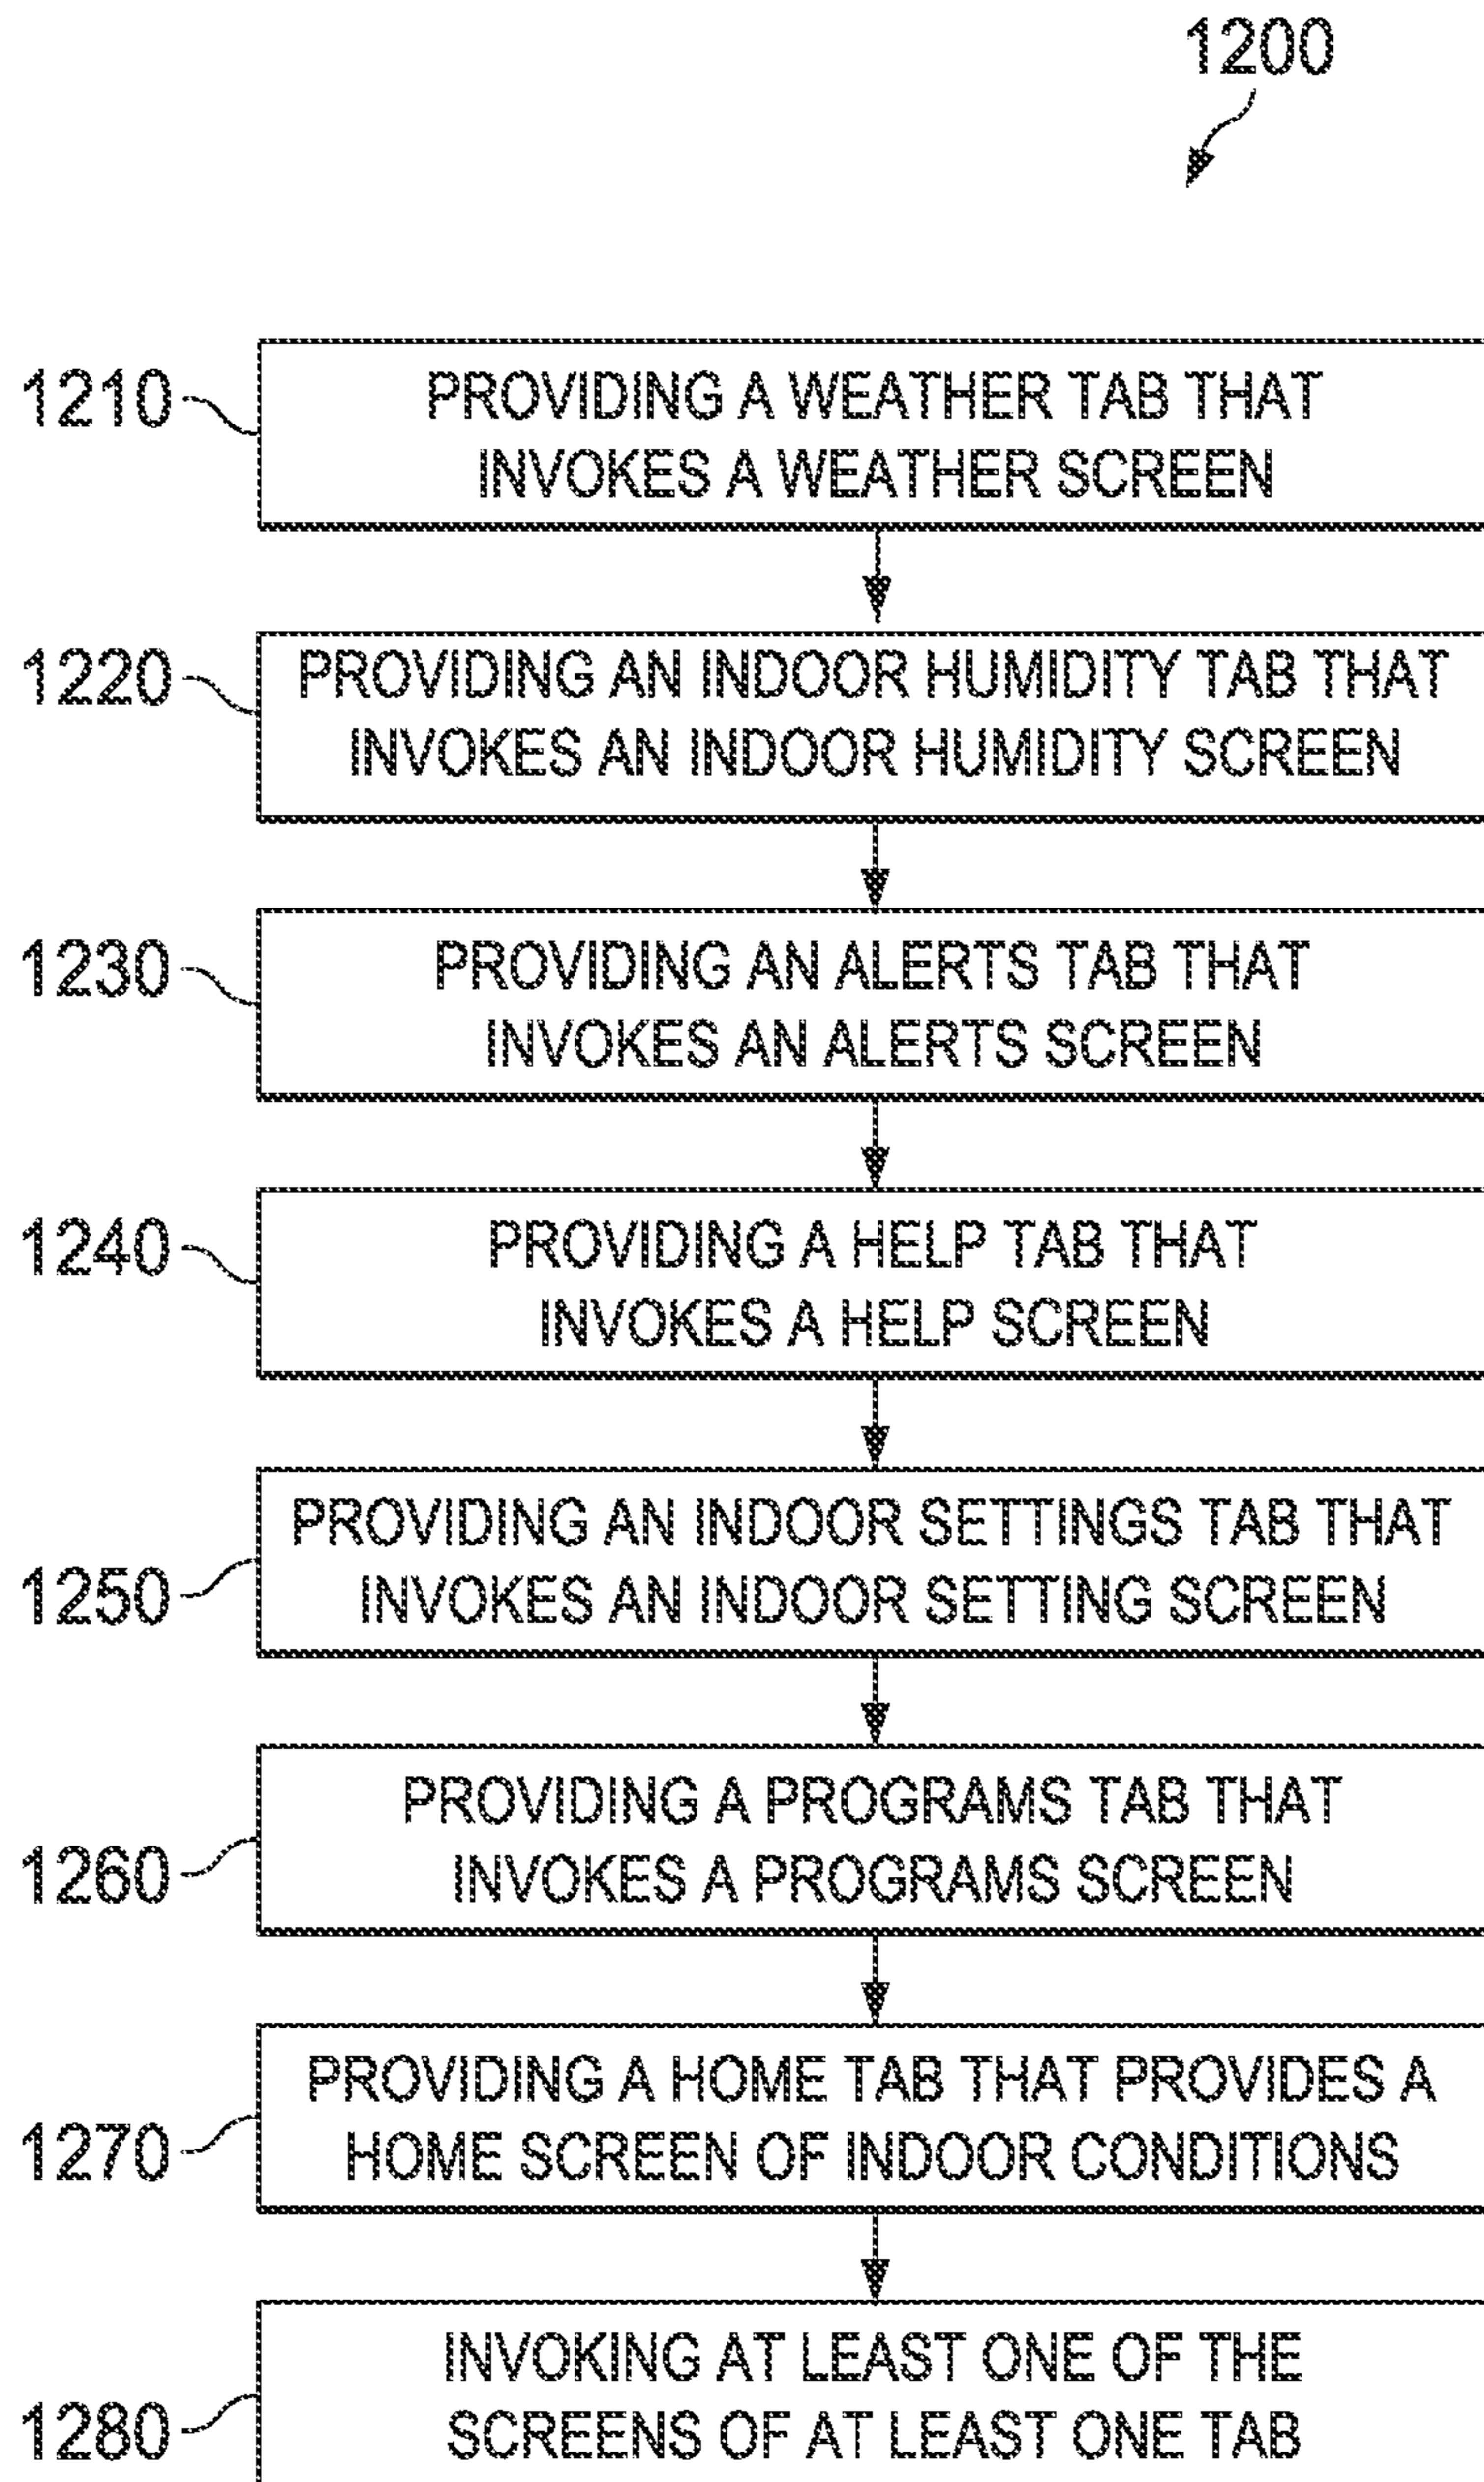 1200
1210
PROVIDING A WEATHER TAB THAT
INVOKES A WEATHER SCREEN
1220
PROVIDING AN INDOOR HUMIDITY TAB THAT
INVOKES AN INDOOR HUMIDITY SCREEN
1230
PROVIDING AN ALERTS TAB THAT
INVOKES AN ALERTS SCREEN
1240
PROVIDING A HELP TAB THAT
INVOKES A HELP SCREEN
1250
PROVIDING AN INDOOR SETTINGS TAB THAT
INVOKES AN INDOOR SETTING SCREEN
1260
PROVIDING A PROGRAMS TAB THAT
INVOKES A PROGRAMS SCREEN
1270
PROVIDING A HOME TAB THAT PROVIDES A
HOME SCREEN OF INDOOR CONDITIONS
1280
INVOKING AT LEAST ONE OF THE
SCREENS OF AT LEAST ONE TAB